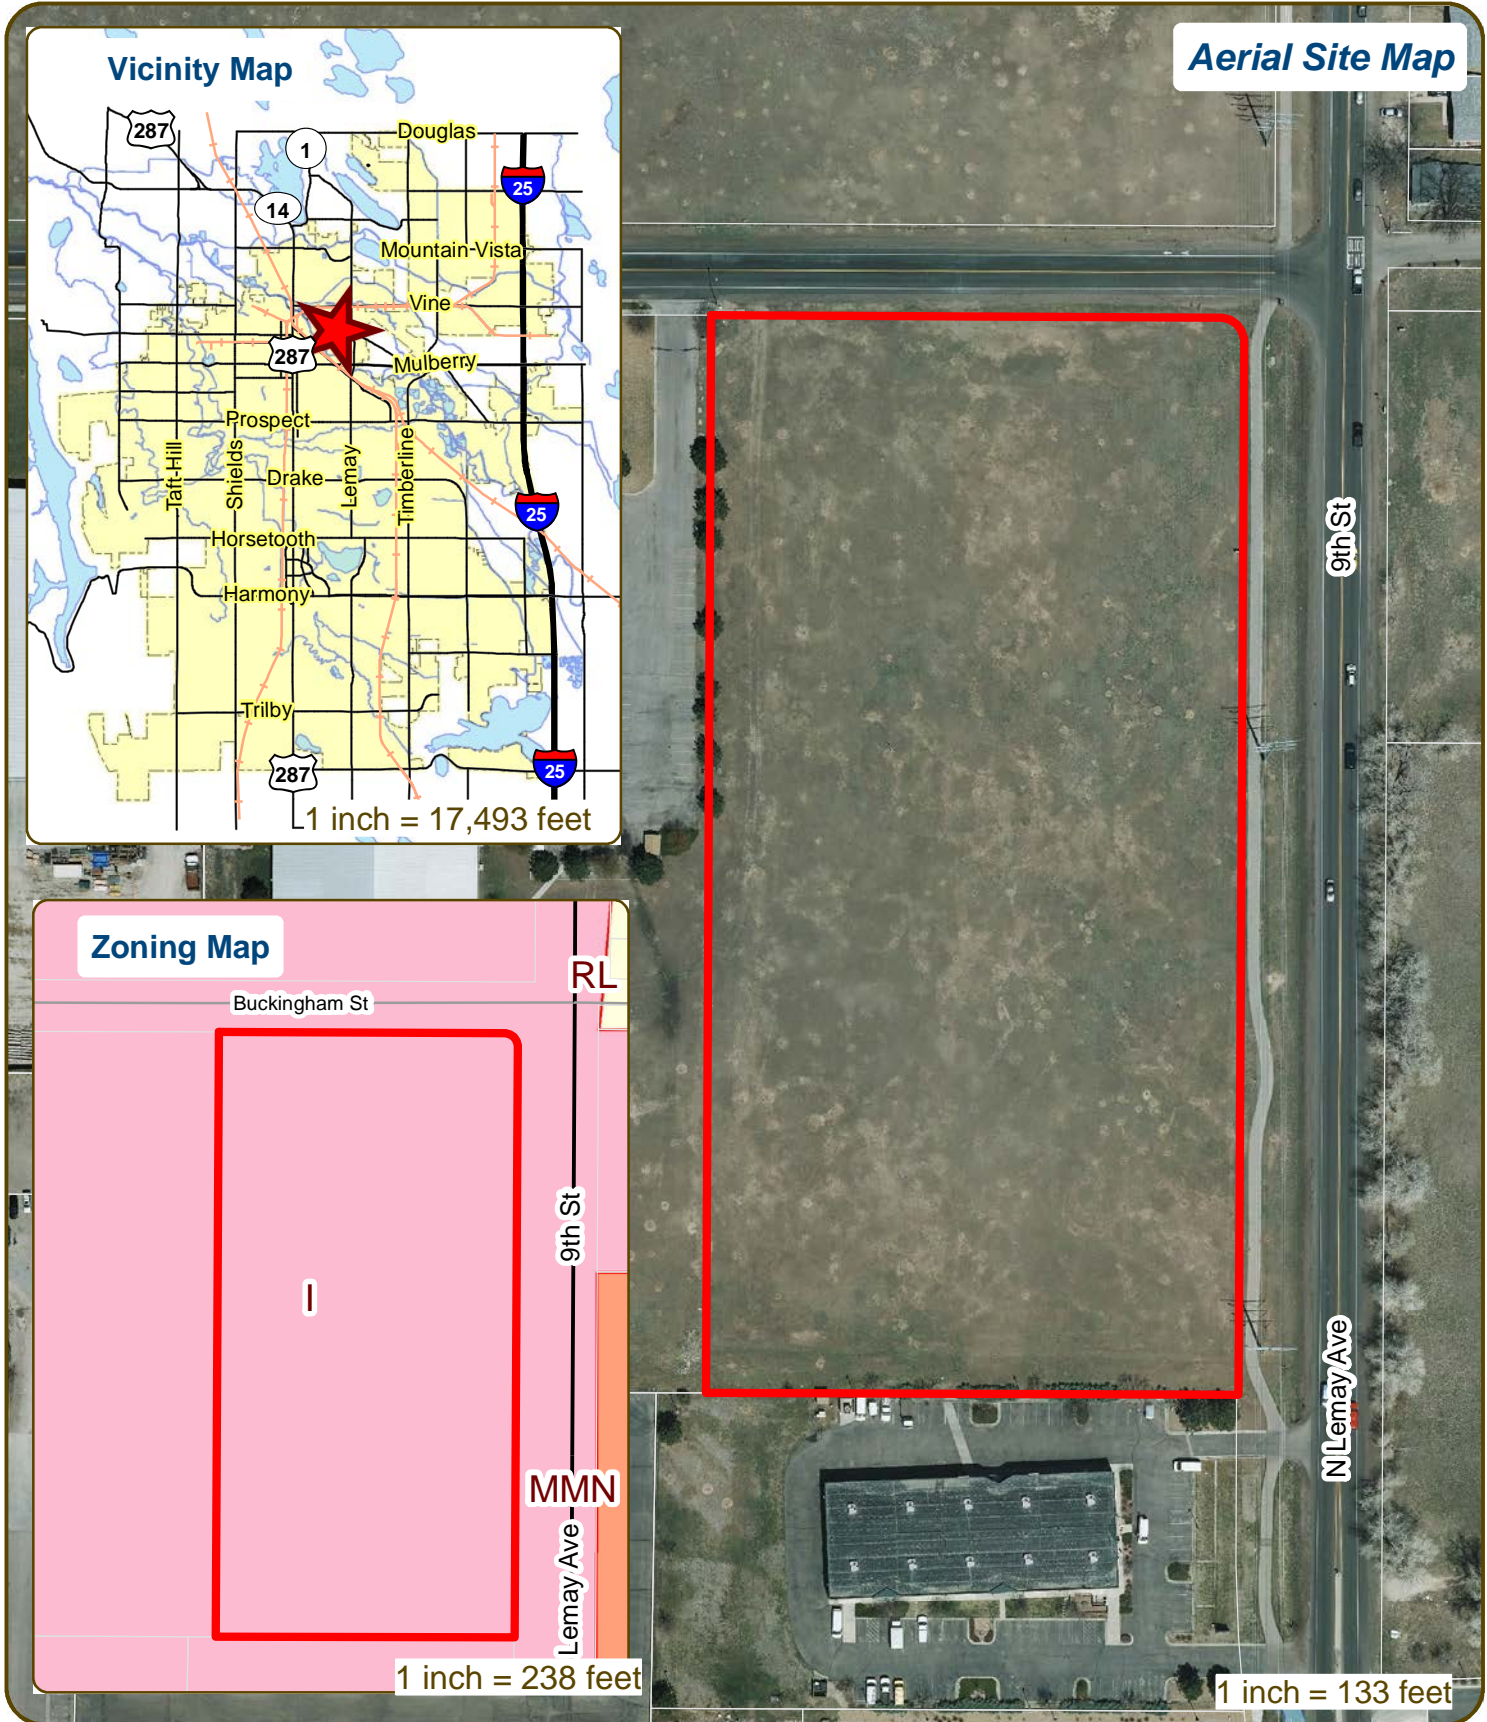 Aerial Site Map
Vicinity Map
287
1
14
Douglas
25
Mountain-Vista
Vine
287
Mulberry
Prospect
Taft-Hill
Shields
Drake
Lemay
Timberline
25
Horsetooth
Harmony
Trilby
287
25
1 inch = 17,493 feet
9th St
N Lemay Ave
1 inch = 133 feet
Zoning Map
RL
Buckingham St
9th St
I
MMN
Lemay Ave
1 inch = 238 feet